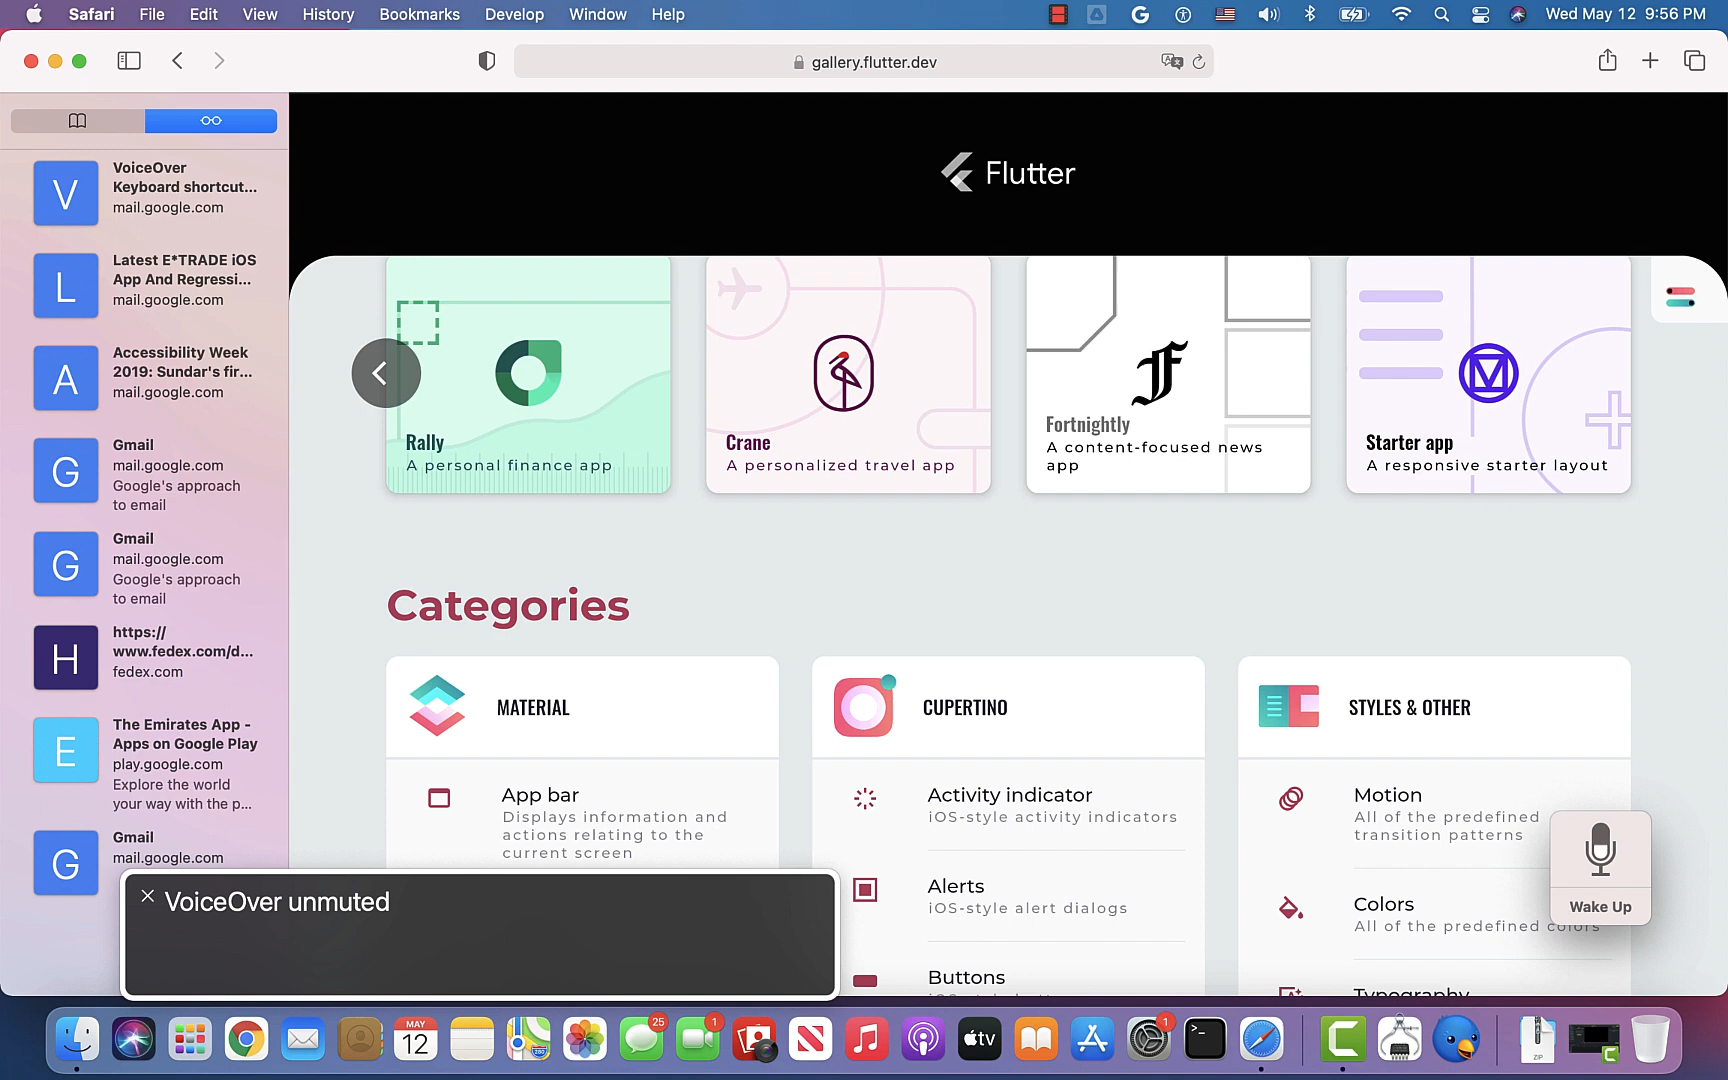 Safari File Edit View History Bookmarks Develop Window Help
Wed May 12 9:56 PM
gallery.flutter.dev
V
VoiceOver
Keyboard shortcut...
mail.google.com
L
Latest E*TRADE iOS
App And Regressi...
mail.google.com
A
Accessibility Week
2019: Sundar's fir...
mail.google.com
G
Gmail
mail.google.com
Google's approach
to email
G
Gmail
mail.google.com
Google's approach
to email
H
https://
www.fedex.com/d...
fedex.com
E
The Emirates App -
Apps on Google Play
play.google.com
Explore the world
your way with the p...
G
Gmail
mail.google.com
Flutter
Rally
A personal finance app
Crane
A personalized travel app
F
Fortnightly
A content-focused news
app
Starter app
A responsive starter layout
Categories
MATERIAL
App bar
Displays information and
actions relating to the
current screen
CUPERTINO
Activity indicator
iOS-style activity indicators
Alerts
iOS-style alert dialogs
Buttons
STYLES & OTHER
Motion
All of the predefined
transition patterns
Colors
All of the predefined colors
Typography
Wake Up
VoiceOver unmuted
MAY
12
280
25
1
tv
1
ZIP